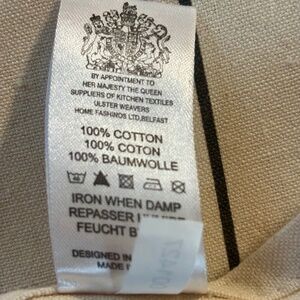 BY APPOINTMENT TO
HER MAJESTY THE QUEEN
SUPPLIERS OF KITCHEN TEXTILES
ULSTER WEAVERS
HOME FASHINGS LTD, BELFAST
100% COTTON
100% COTON
100% BAUMWOLLE
IRON WHEN DAMP
REPASSER
FEUCHT
DESIGNED IN
MADE